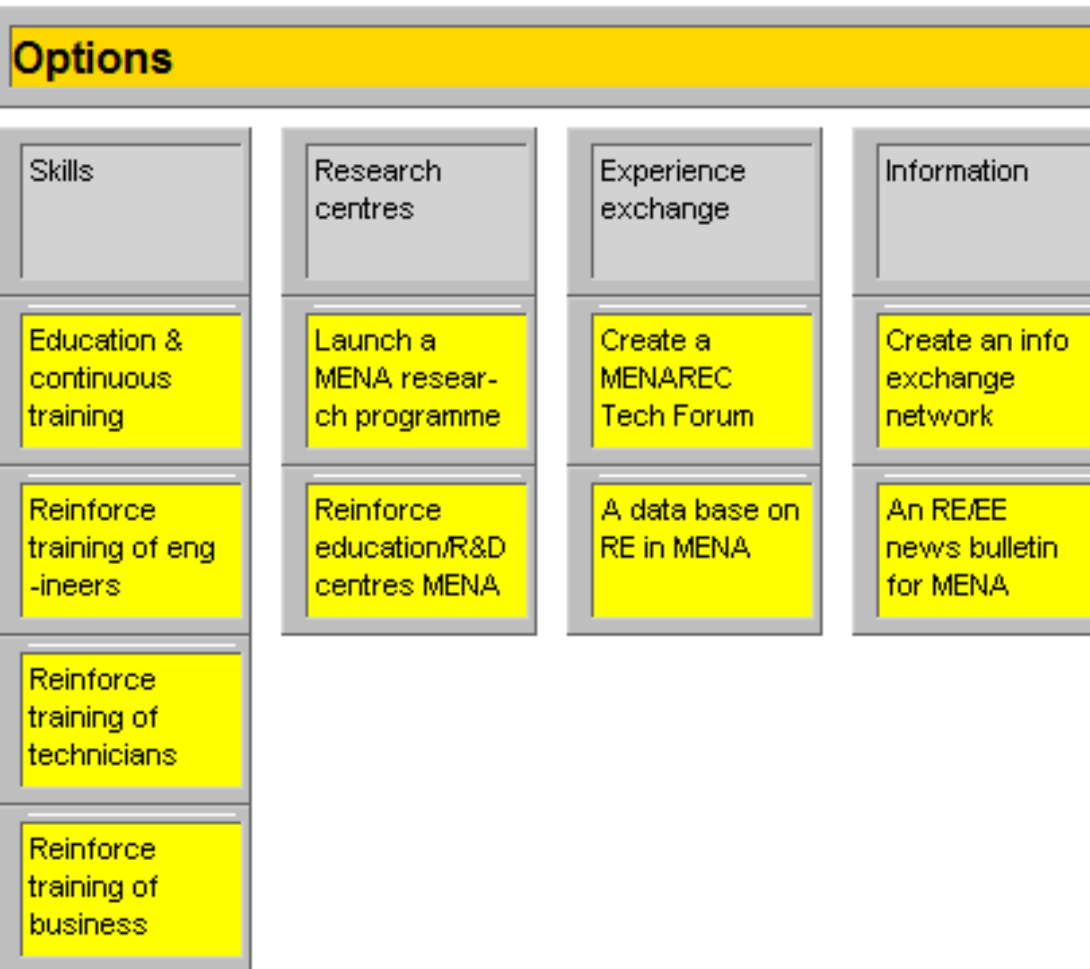 Options
Skills
Education &
continuous
training
Reinforce
training of eng
-ineers
Reinforce
training of
technicians
Reinforce
training of
business
Research
centres
Launch a
MENA resear-
ch programme
Reinforce
education/R&D
centres MENA
Experience
exchange
Create a
MENAREC
Tech Forum
A data base on
RE in MENA
Information
Create an info
exchange
network
An RE/EE
news bulletin
for MENA